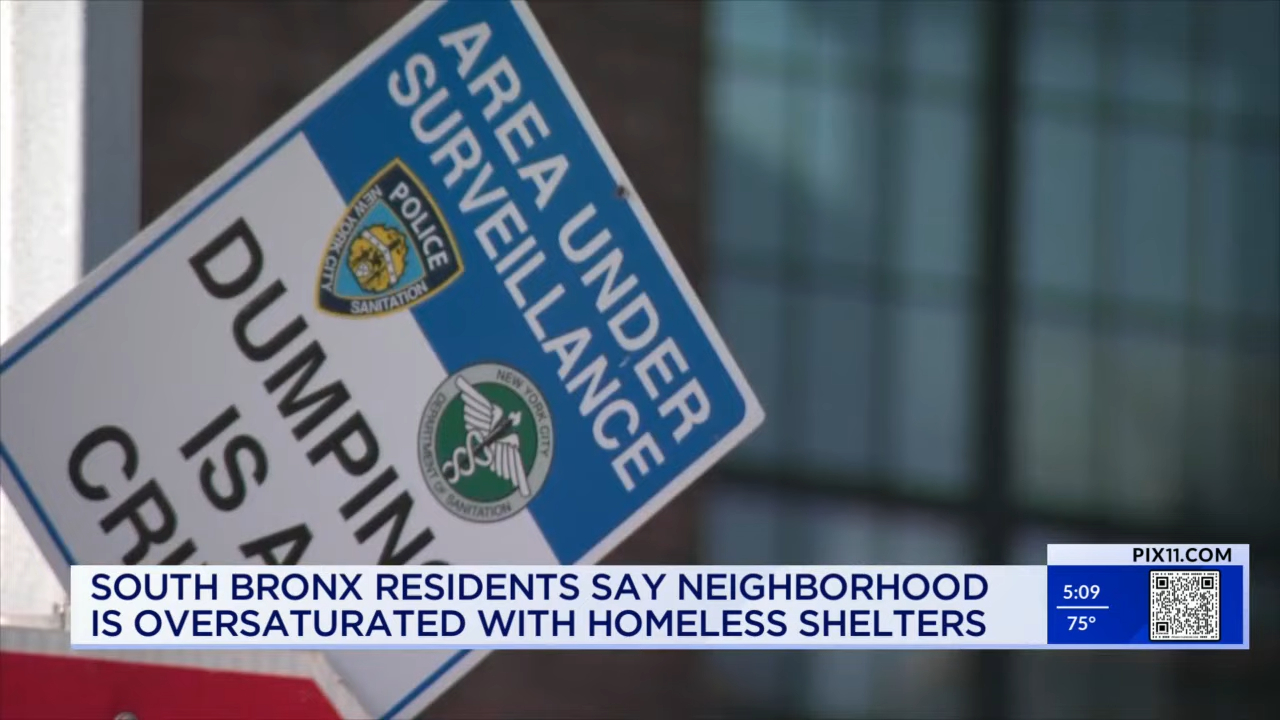 AREA UNDER
SURVEILLANCE
POLICE
NEW YORK CITY
SANITATION
NEW YORK CITY
DEPARTMENT OF SANITATION
DUMPING
IS A
PIX11.COM
SOUTH BRONX RESIDENTS SAY NEIGHBORHOOD
IS OVERSATURATED WITH HOMELESS SHELTERS
5:09
75°